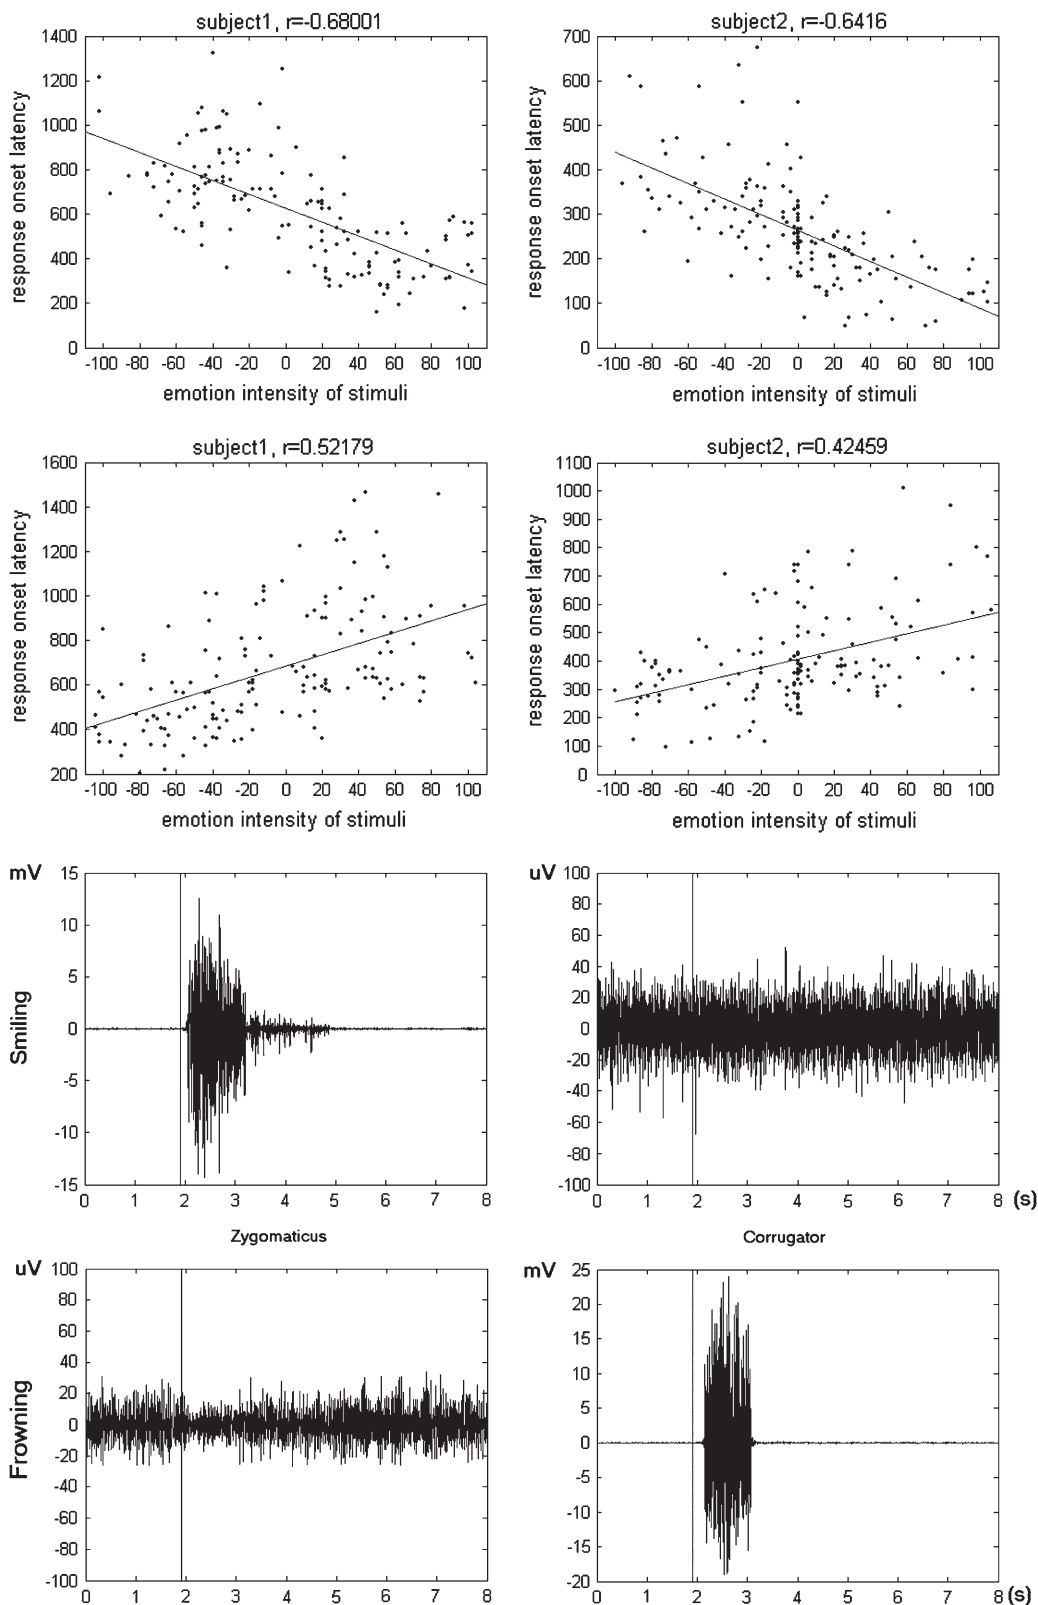 subject1, r=-0.68001
1400
1200
1000
800
600
400
200
0
response onset latency
-100 -80 -60 -40 -20 0 20 40 60 80 100
emotion intensity of stimuli
subject2, r=-0.6416
700
600
500
400
300
200
100
0
response onset latency
-100 -80 -60 -40 -20 0 20 40 60 80 100
emotion intensity of stimuli
subject1, r=0.52179
1600
1400
1200
1000
800
600
400
200
response onset latency
-100 -80 -60 -40 -20 0 20 40 60 80 100
emotion intensity of stimuli
subject2, r=0.42459
1100
1000
900
800
700
600
500
400
300
200
100
0
response onset latency
-100 -80 -60 -40 -20 0 20 40 60 80 100
emotion intensity of stimuli
Smiling
mV
15
10
5
0
-5
-10
-15
0 1 2 3 4 5 6 7 8
Zygomaticus
uV
100
80
60
40
20
0
-20
-40
-60
-80
-100
0 1 2 3 4 5 6 7 8 (s)
Corrugator
Frowning
uV
100
80
60
40
20
0
-20
-40
-60
-80
-100
0 1 2 3 4 5 6 7 8
mV
25
20
15
10
5
0
-5
-10
-15
-20
0 1 2 3 4 5 6 7 8 (s)